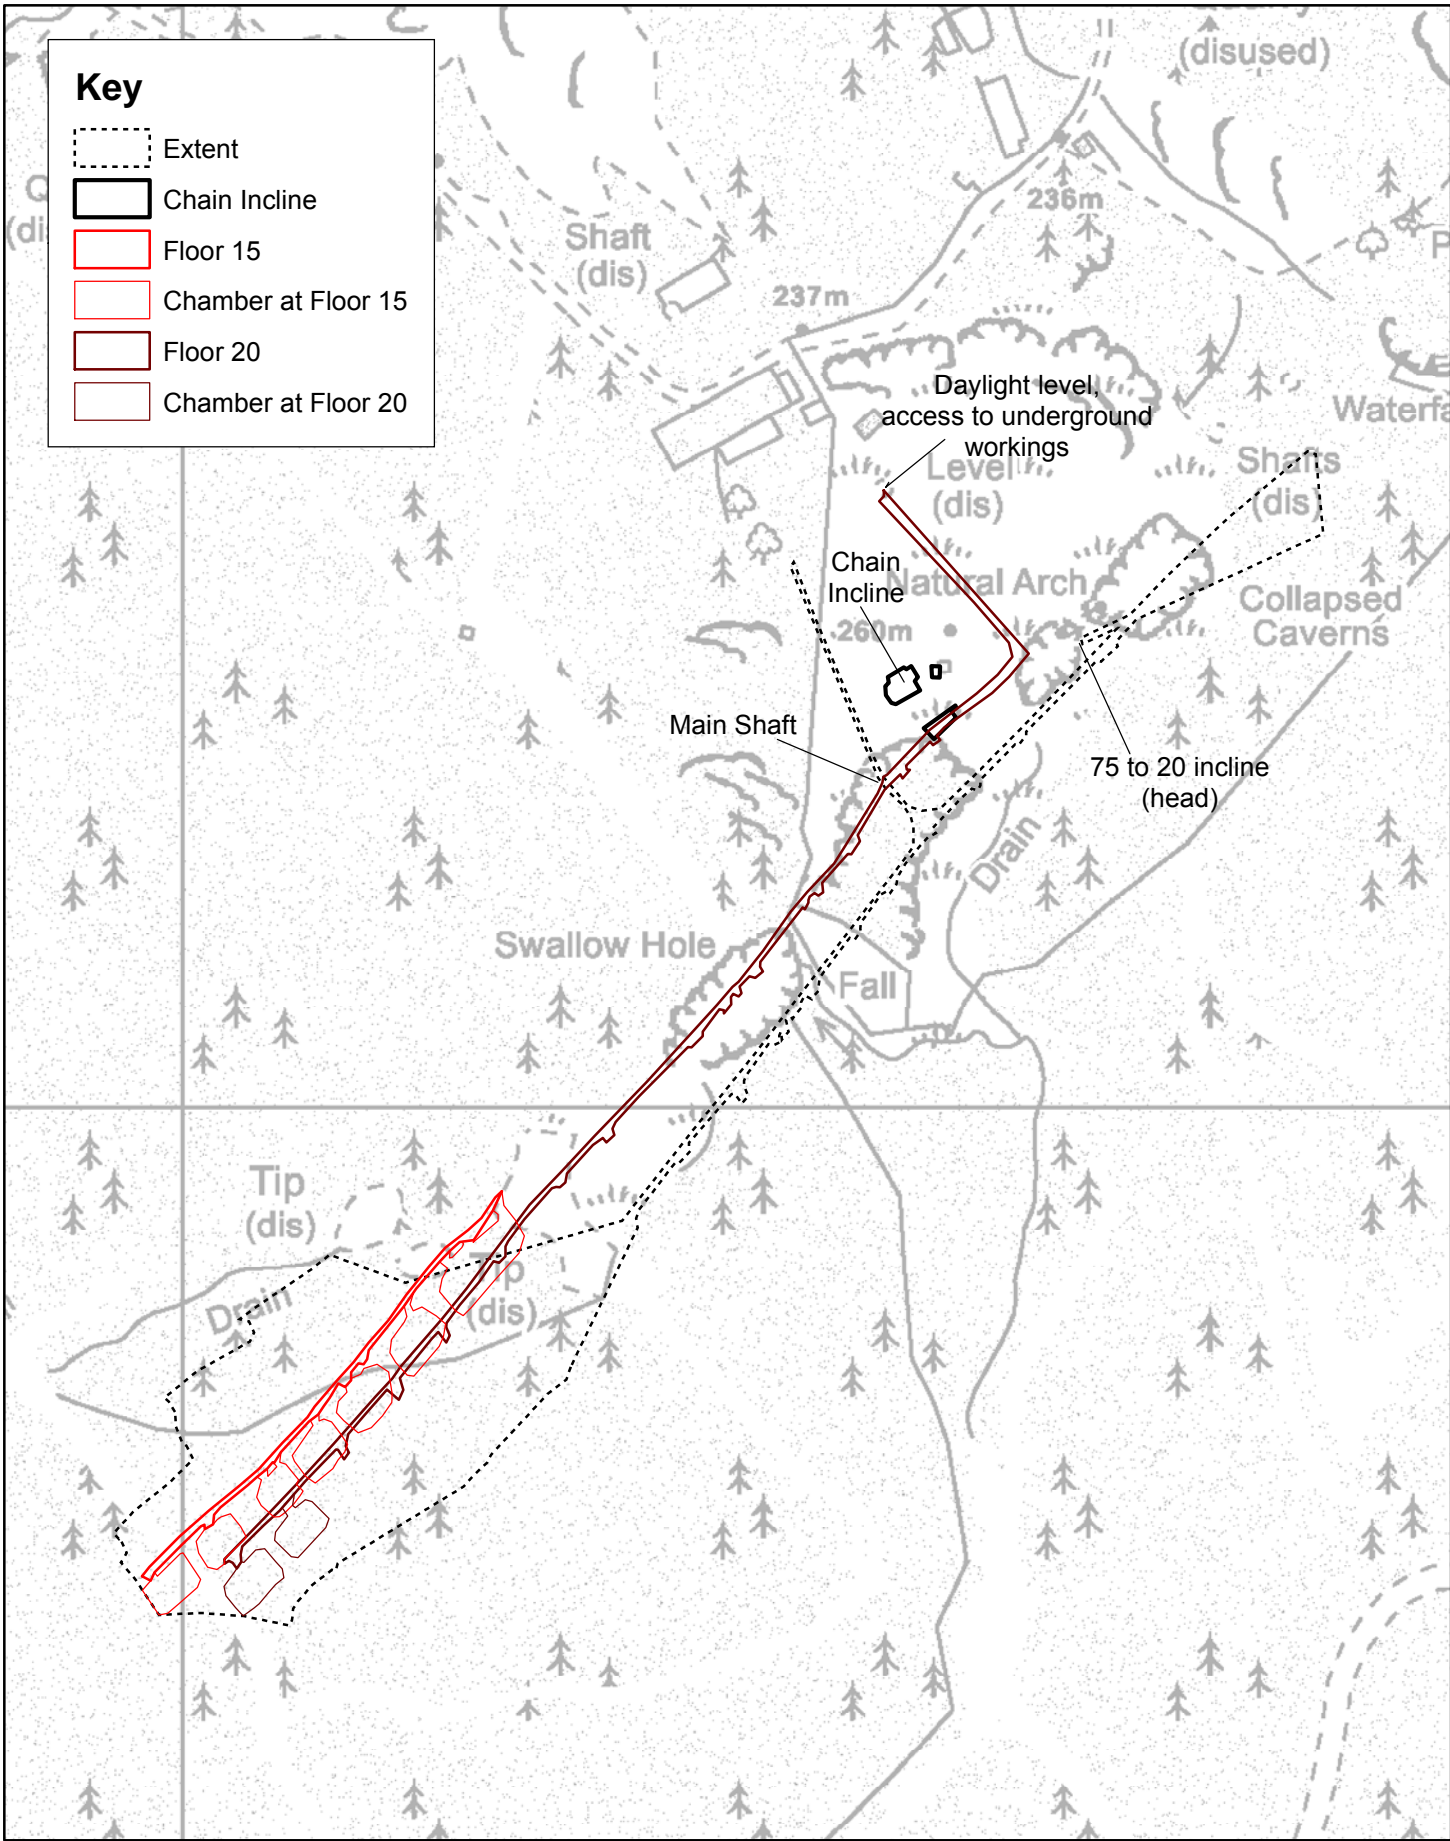 (disused)
Key
Extent
Chain Incline
Floor 15
Chamber at Floor 15
Floor 20
Chamber at Floor 20
236m
Shaft
(dis)
237m
Daylight level,
access to underground
workings
Level
(dis)
Shafts
(dis)
Chain
Incline
Natural Arch
260m
Collapsed
Caverns
Main Shaft
75 to 20 incline
(head)
Drain
Swallow Hole
Fall
Tip
(dis)
Tip
(dis)
Drain